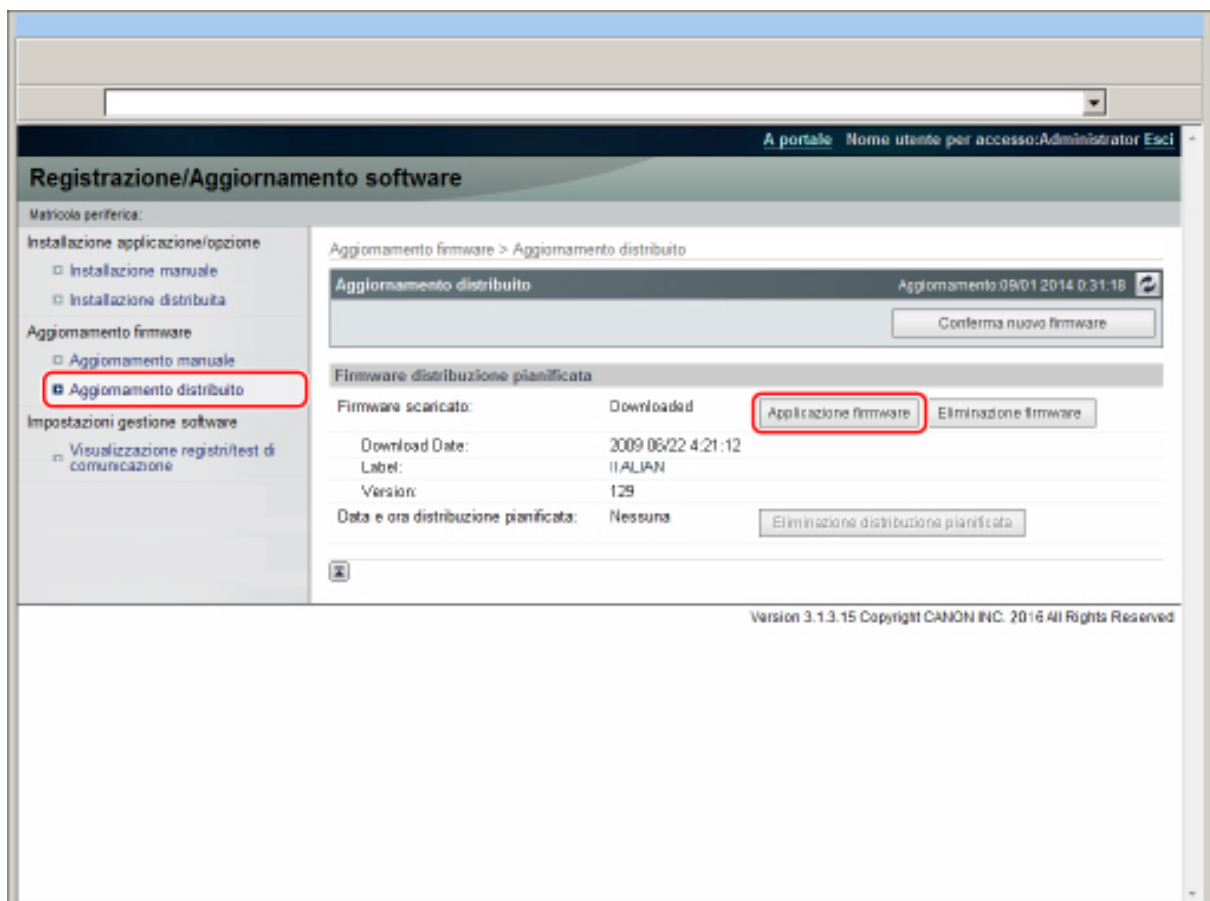 A portale Nome utente per accesso:Administrator Esci
Registrazione/Aggiornamento software
Matricola periferica:
Installazione applicazione/opzione
Installazione manuale
Installazione distribuita
Aggiornamento firmware
Aggiornamento manuale
Aggiornamento distribuito
Impostazioni gestione software
Visualizzazione registri/test di
comunicazione
Aggiornamento firmware > Aggiornamento distribuito
Aggiornamento distribuito Aggiornamento:09/01 2014 0:31:18
Conferma nuovo firmware
Firmware distribuzione pianificata
Firmware scaricato: Downloaded Applicazione firmware Eliminazione firmware
Download Date: 2009 06/22 4:21:12
Label: ITALIAN
Version: 129
Data e ora distribuzione pianificata: Nessuna Eliminazione distribuzione pianificata
Version 3.1.3.15 Copyright CANON INC. 2016 All Rights Reserved